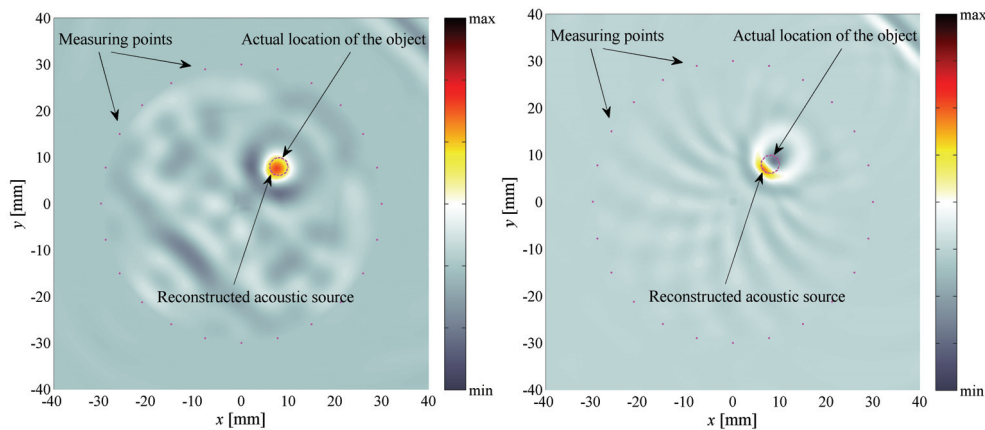 40
30
20
10
0
-10
-20
-30
-40
y [mm]
-40 -30 -20 -10 0 10 20 30 40
x [mm]
Measuring points
Actual location of the object
Reconstructed acoustic source
max
min
40
30
20
10
0
-10
-20
-30
-40
y [mm]
-40 -30 -20 -10 0 10 20 30 40
x [mm]
Measuring points
Actual location of the object
Reconstructed acoustic source
max
min